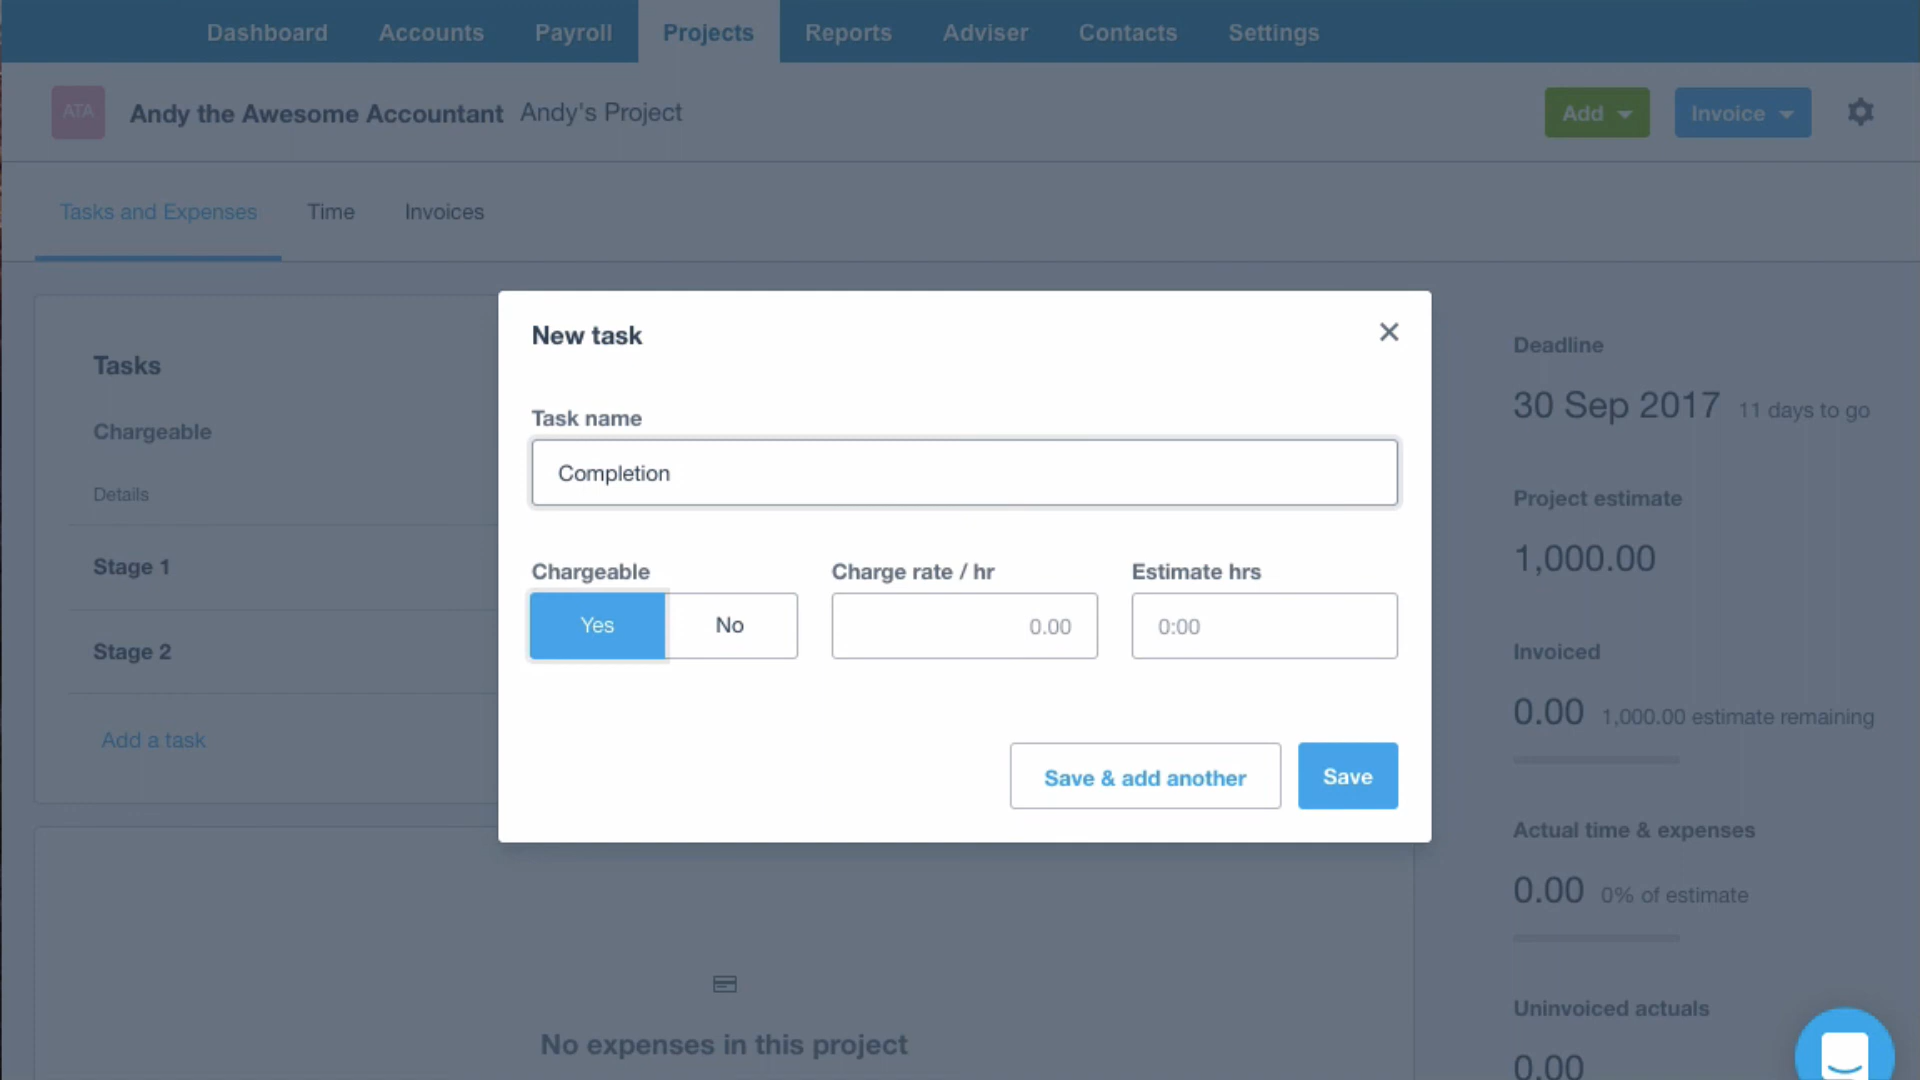 Dashboard Accounts Payroll Projects Reports Adviser Contacts Settings
ATA Andy the Awesome Accountant Andy's Project Add Invoice
Tasks and Expenses Time Invoices
Tasks
Chargeable
Details
Stage 1
Stage 2
Add a task
New task
Task name
Completion
Chargeable Charge rate / hr Estimate hrs
Yes No 0.00 0:00
Save & add another Save
No expenses in this project
Deadline
30 Sep 2017 11 days to go
Project estimate
1,000.00
Invoiced
0.00 1,000.00 estimate remaining
Actual time & expenses
0.00 0% of estimate
Uninvoiced actuals
0.00